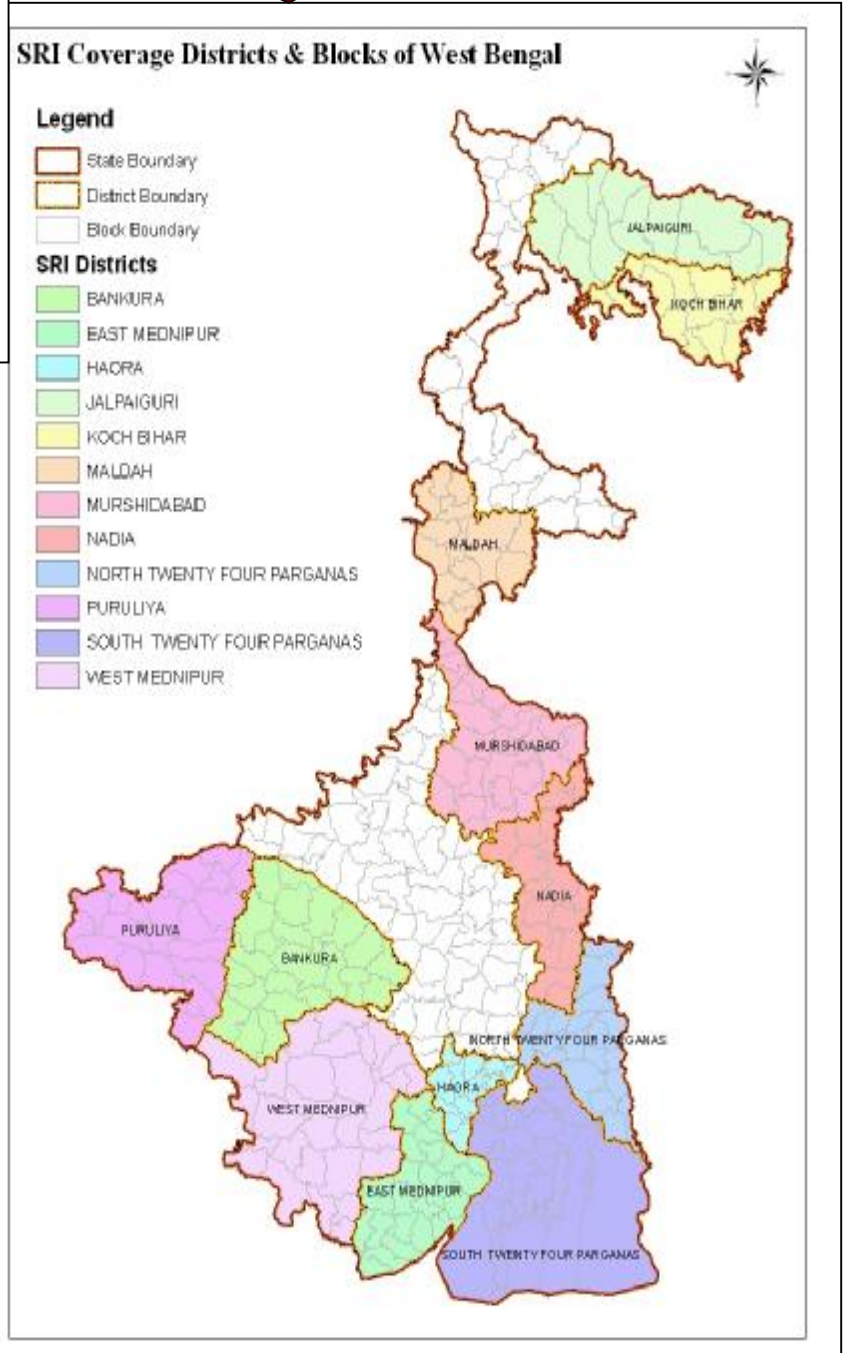 SRI Coverage Districts & Blocks of West Bengal
Legend
State Boundary
District Boundary
Block Boundary
SRI Districts
BANKURA
EAST MEDNIPUR
HAORA
JALPAIGURI
KOCH BIHAR
MALDAH
MURSHIDABAD
NADIA
NORTH TWENTY FOUR PARGANAS
PURULIYA
SOUTH TWENTY FOUR PARGANAS
WEST MEDNIPUR
JALPAIGURI
KOCH BIHAR
MALDAH
MURSHIDABAD
NADIA
PURULIYA
BANKURA
NORTH TWENTY FOUR PARGANAS
HAORA
WEST MEDNIPUR
EAST MEDNIPUR
SOUTH TWENTY FOUR PARGANAS